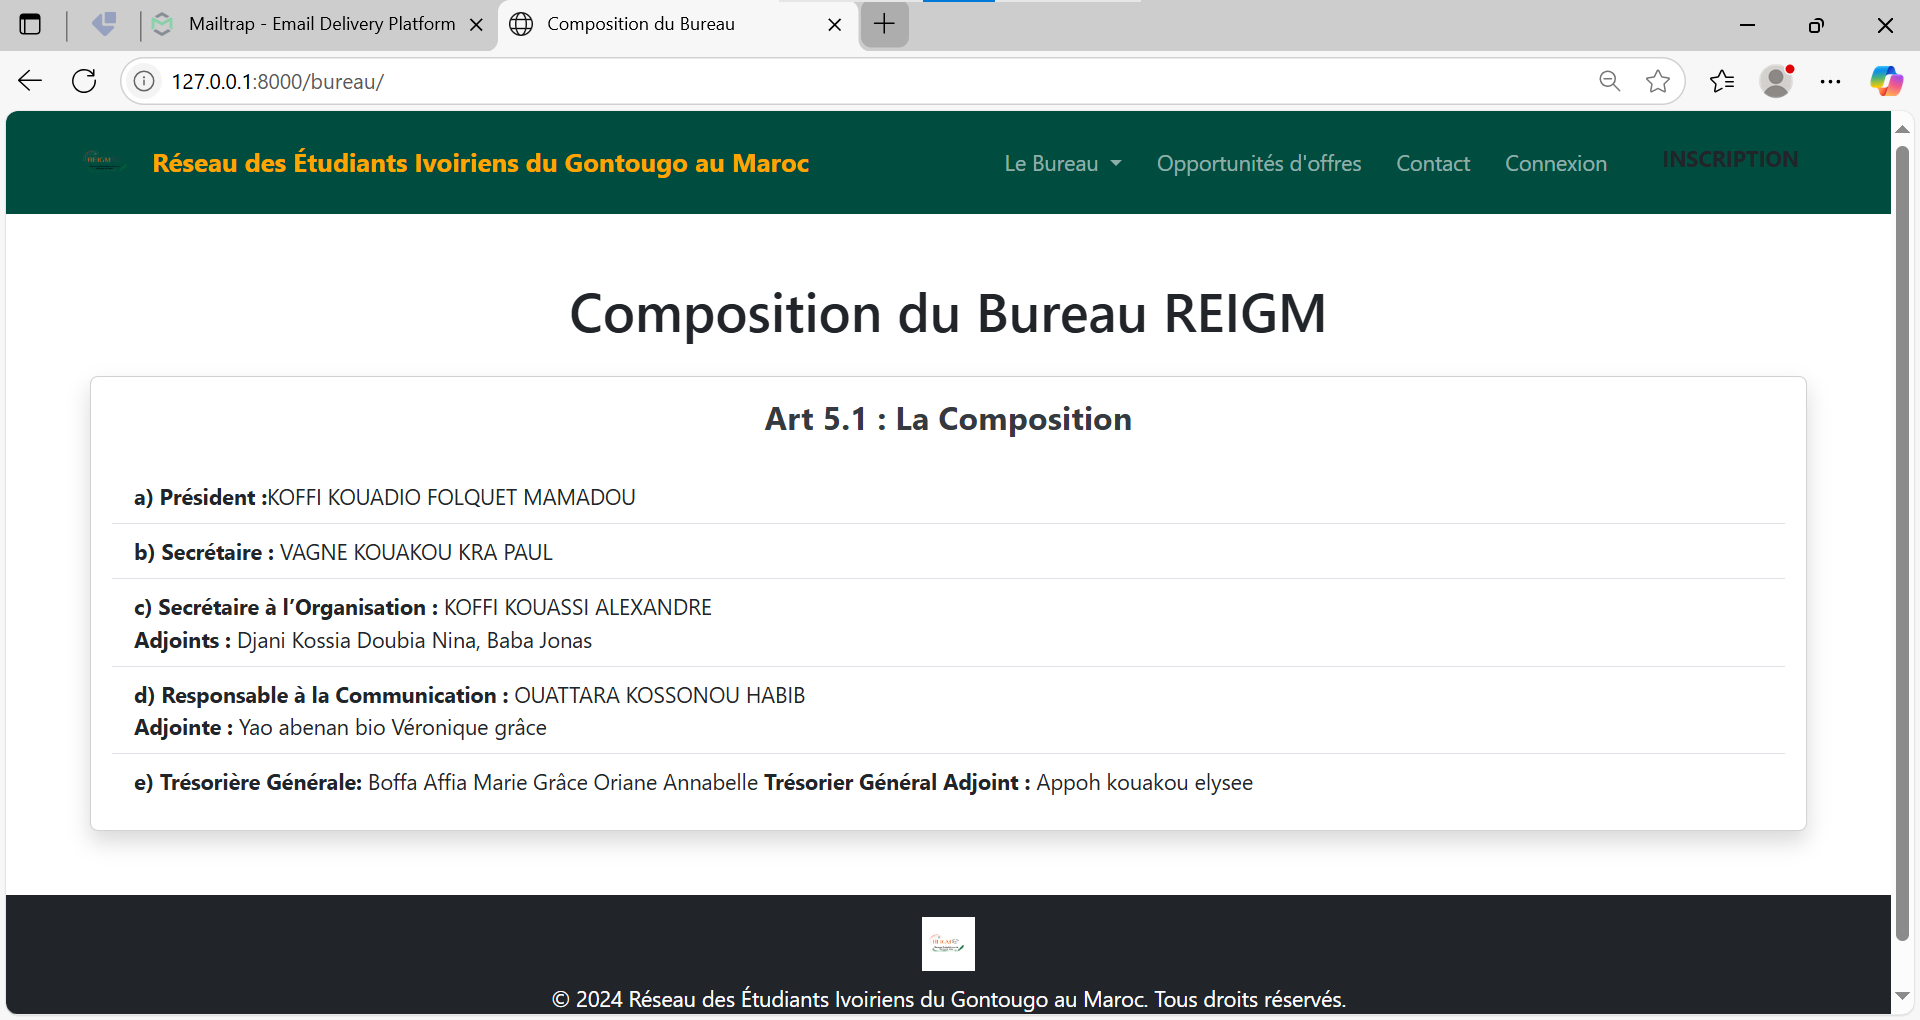 Mailtrap - Email Delivery Platform
Composition du Bureau
127.0.0.1:8000/bureau/
REIGM
Réseau des Étudiants Ivoiriens du Gontougo au Maroc
Le Bureau
Opportunités d'offres
Contact
Connexion
INSCRIPTION
Composition du Bureau REIGM
Art 5.1 : La Composition
a) Président :KOFFI KOUADIO FOLQUET MAMADOU
b) Secrétaire : VAGNE KOUAKOU KRA PAUL
c) Secrétaire à l’Organisation : KOFFI KOUASSI ALEXANDRE
Adjoints : Djani Kossia Doubia Nina, Baba Jonas
d) Responsable à la Communication : OUATTARA KOSSONOU HABIB
Adjointe : Yao abenan bio Véronique grâce
e) Trésorière Générale: Boffa Affia Marie Grâce Oriane Annabelle Trésorier Général Adjoint : Appoh kouakou elysee
REIGM
© 2024 Réseau des Étudiants Ivoiriens du Gontougo au Maroc. Tous droits réservés.